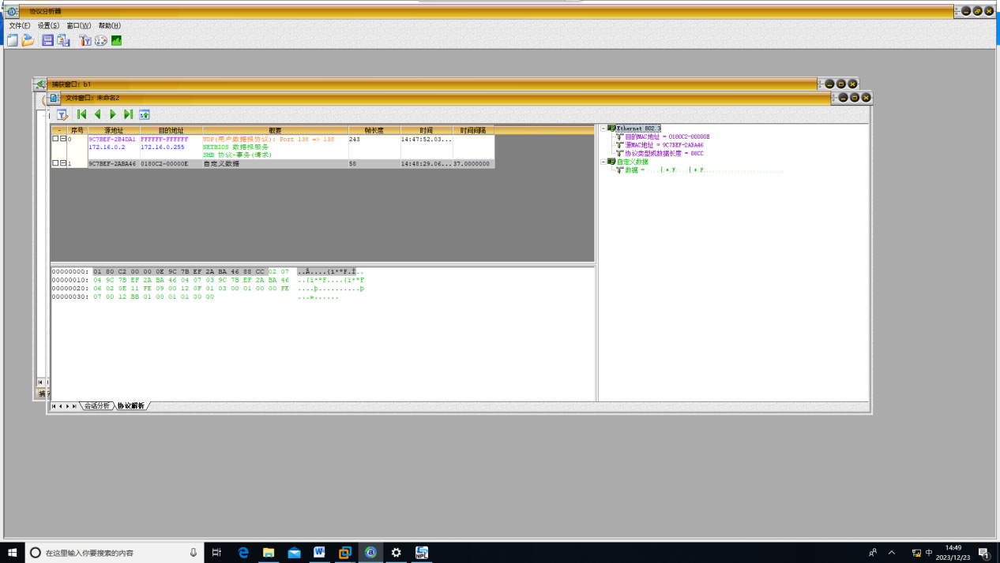 协议分析器
文件(F) 设置(S) 窗口(W) 帮助(H)
捕获窗口: b1
文件窗口: 未命名2
- 序号 源地址 目的地址 概要 帧长度 时间 时间间隔
0 9C7BEF-2B4DA1 FFFFFF-FFFFFF UDP(用户数据报协议): Port 138 => 138 243 14:47:52.03...
172.16.0.2 172.16.0.255 NETBIOS 数据报服务
SMB 协议-事务(请求)
1 9C7BEF-2ABA46 0180C2-00000E 自定义数据 58 14:48:29.06... 37.0000000
Ethernet 802.3
目的MAC地址 = 0180C2-00000E
源MAC地址 = 9C7BEF-2ABA46
协议类型或数据长度 = 88CC
自定义数据
数据 = ....{.*.F....{.*.F.........................
00000000: 01 80 C2 00 00 0E 9C 7B EF 2A BA 46 88 CC 02 07 ..Â....{ï*ºF.Ì..
00000010: 04 9C 7B EF 2A BA 46 04 07 03 9C 7B EF 2A BA 46 ..{ï*ºF....{ï*ºF
00000020: 06 02 0E 11 FE 09 00 12 0F 01 03 00 01 00 00 FE ....þ..........þ
00000030: 07 00 12 BB 01 00 01 01 00 00 ...»......
会话分析 协议解析
在这里输入你要搜索的内容
中
14:49
2023/12/23
1